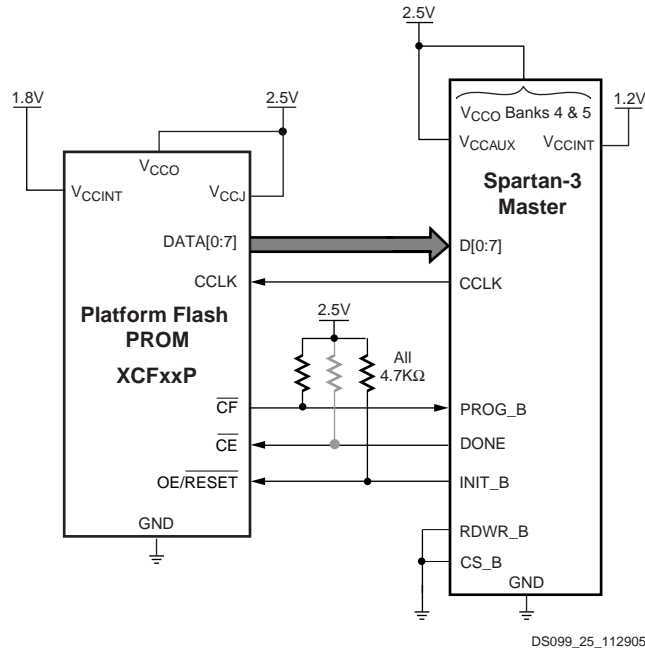 2.5V
1.8V
2.5V
1.2V
VCCO Banks 4 & 5
VCCAUX
VCCINT
VCCO
VCCINT
VCCJ
Spartan-3
Master
DATA[0:7]
D[0:7]
CCLK
CCLK
Platform Flash
PROM
XCFxxP
2.5V
All
4.7KΩ
CF
PROG_B
CE
DONE
OE/RESET
INIT_B
GND
RDWR_B
CS_B
GND
DS099_25_112905